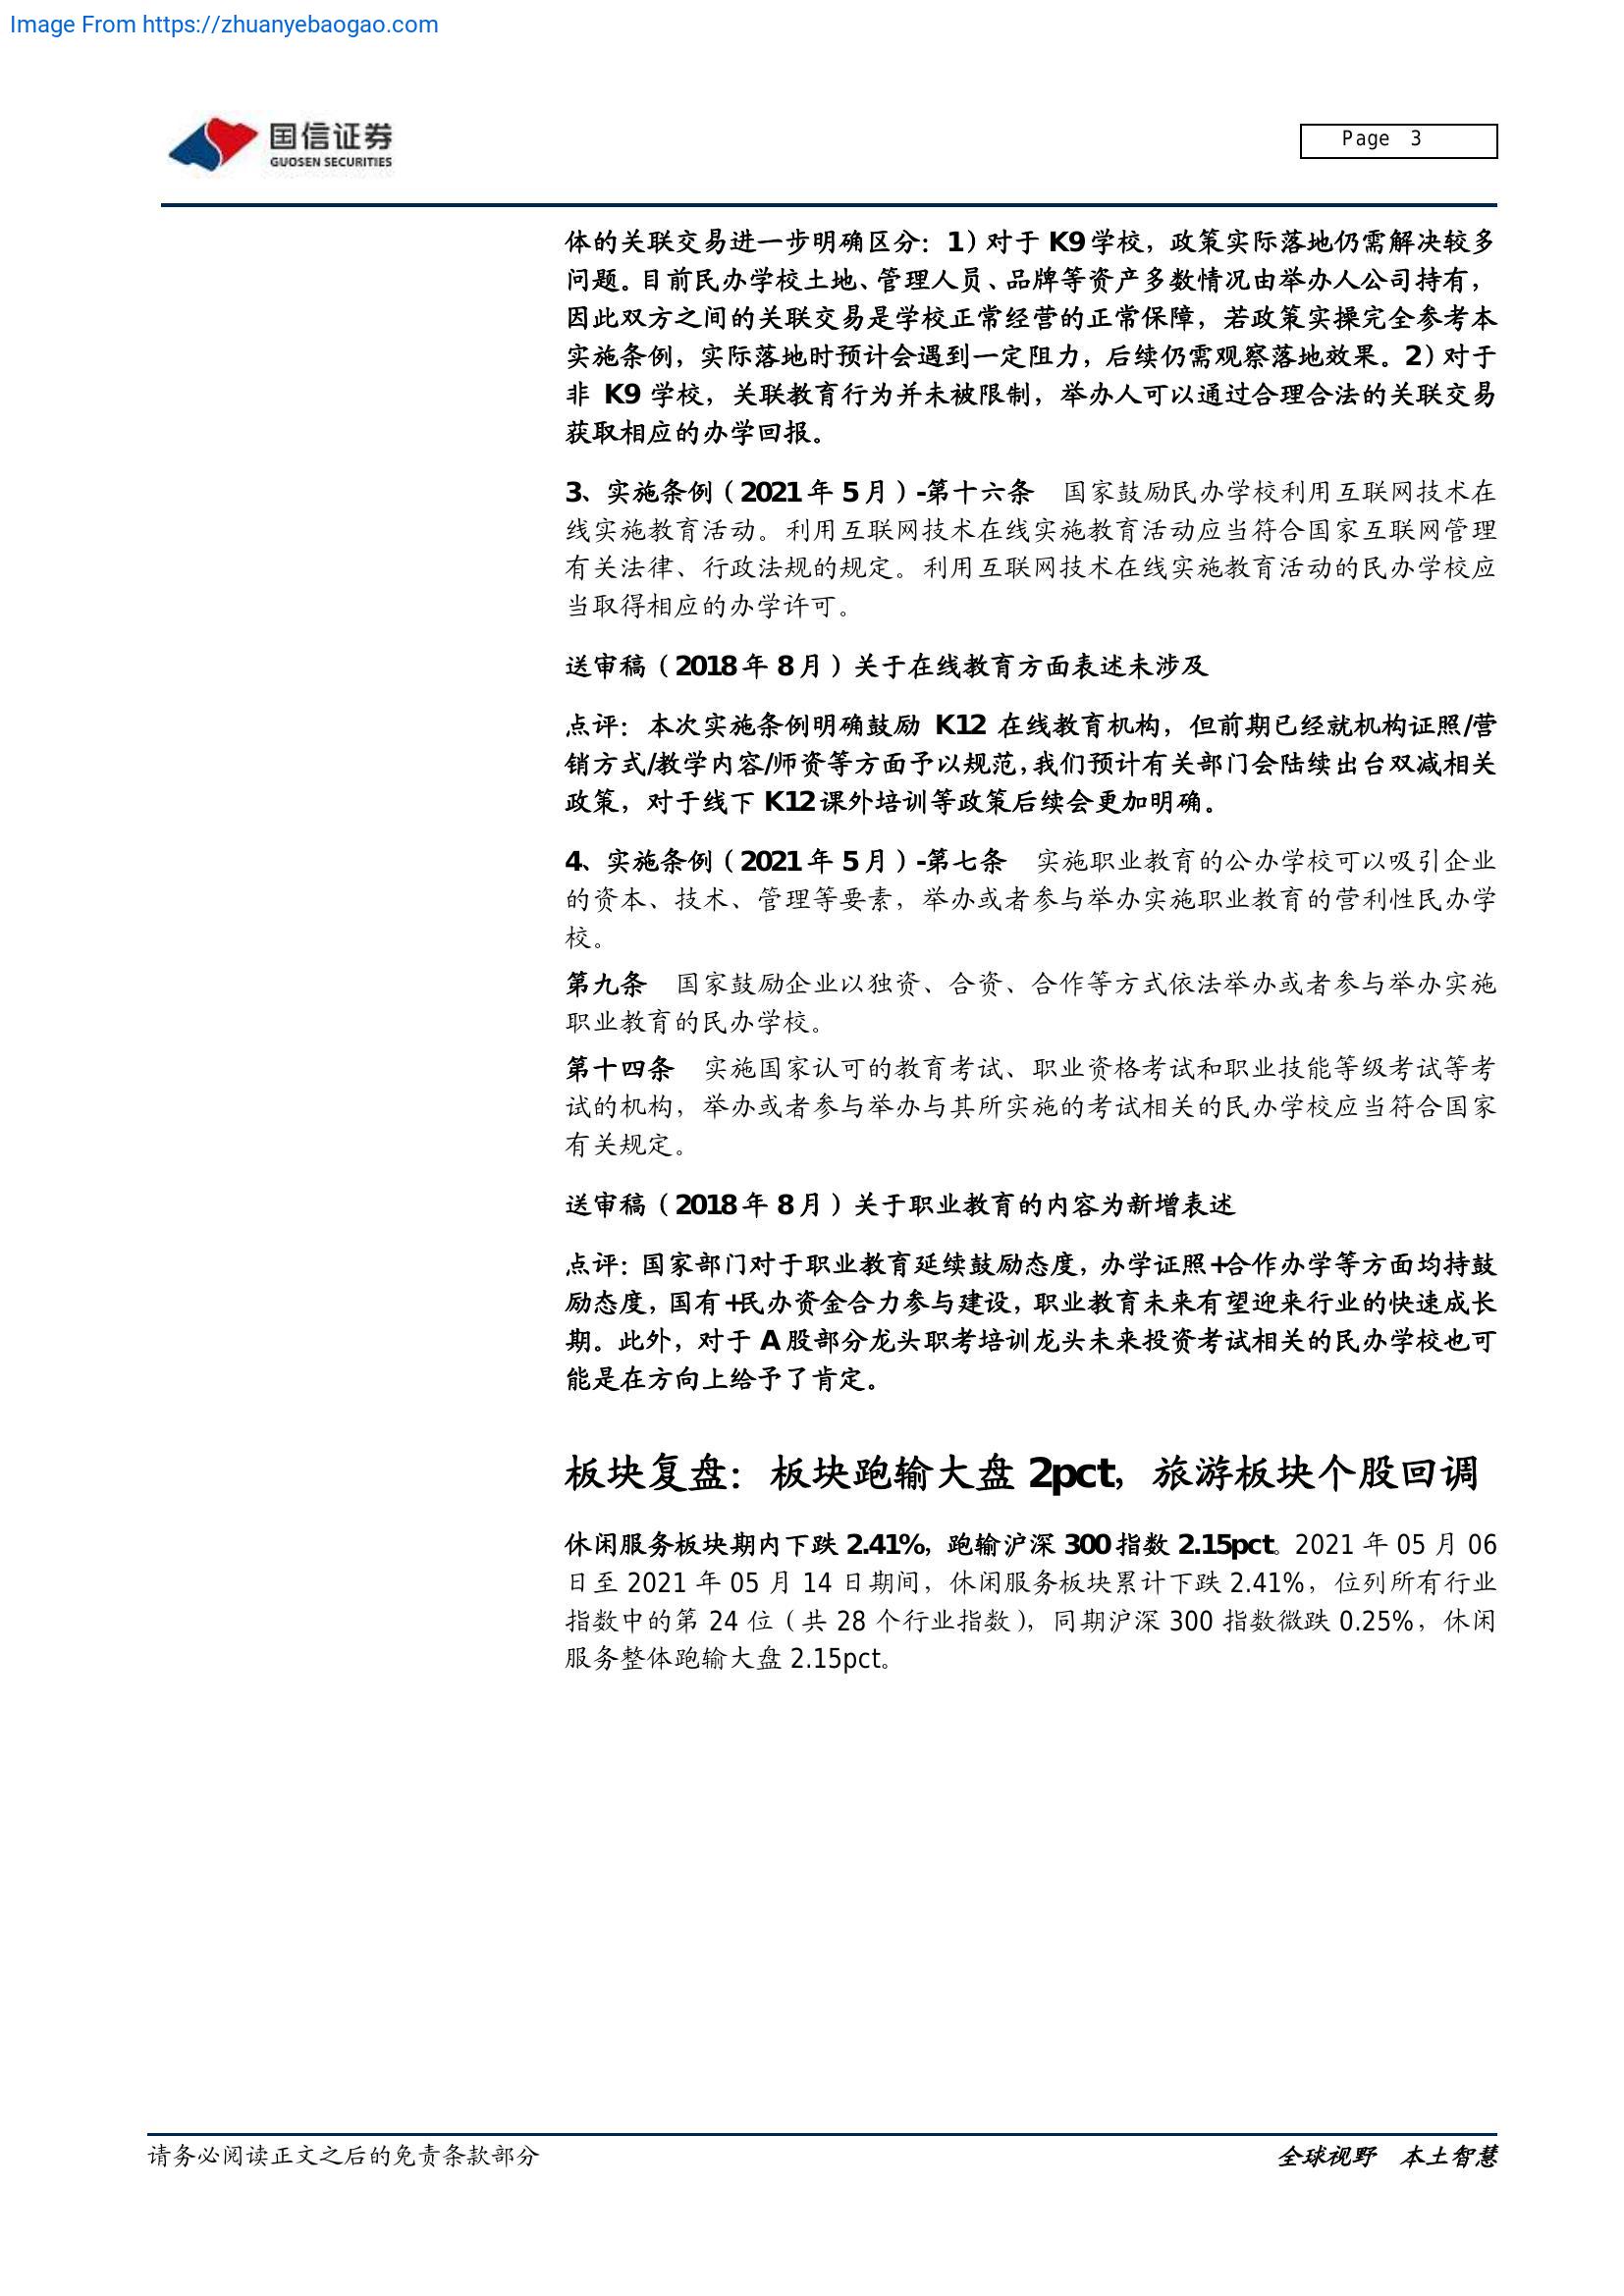 Image From https://zhuanyebaogao.com
国信证券
GUOSEN SECURITIES
Page 3
体的关联交易进一步明确区分：1）对于 K9 学校，政策实际落地仍需解决较多
问题。目前民办学校土地、管理人员、品牌等资产多数情况由举办人公司持有，
因此双方之间的关联交易是学校正常经营的正常保障，若政策实操完全参考本
实施条例，实际落地时预计会遇到一定阻力，后续仍需观察落地效果。2）对于
非 K9 学校，关联教育行为并未被限制，举办人可以通过合理合法的关联交易
获取相应的办学回报。
3、实施条例（2021 年 5 月）-第十六条 国家鼓励民办学校利用互联网技术在
线实施教育活动。利用互联网技术在线实施教育活动应当符合国家互联网管理
有关法律、行政法规的规定。利用互联网技术在线实施教育活动的民办学校应
当取得相应的办学许可。
送审稿（2018 年 8 月）关于在线教育方面表述未涉及
点评：本次实施条例明确鼓励 K12 在线教育机构，但前期已经就机构证照/营
销方式/教学内容/师资等方面予以规范，我们预计有关部门会陆续出台双减相关
政策，对于线下 K12 课外培训等政策后续会更加明确。
4、实施条例（2021 年 5 月）-第七条 实施职业教育的公办学校可以吸引企业
的资本、技术、管理等要素，举办或者参与举办实施职业教育的营利性民办学
校。
第九条 国家鼓励企业以独资、合资、合作等方式依法举办或者参与举办实施
职业教育的民办学校。
第十四条 实施国家认可的教育考试、职业资格考试和职业技能等级考试等考
试的机构，举办或者参与举办与其所实施的考试相关的民办学校应当符合国家
有关规定。
送审稿（2018 年 8 月）关于职业教育的内容为新增表述
点评：国家部门对于职业教育延续鼓励态度，办学证照+合作办学等方面均持鼓
励态度，国有+民办资金合力参与建设，职业教育未来有望迎来行业的快速成长
期。此外，对于 A 股部分龙头职考培训龙头未来投资考试相关的民办学校也可
能是在方向上给予了肯定。
板块复盘：板块跑输大盘 2pct，旅游板块个股回调
休闲服务板块期内下跌 2.41%，跑输沪深 300 指数 2.15pct。2021 年 05 月 06
日至 2021 年 05 月 14 日期间，休闲服务板块累计下跌 2.41%，位列所有行业
指数中的第 24 位（共 28 个行业指数），同期沪深 300 指数微跌 0.25%，休闲
服务整体跑输大盘 2.15pct。
请务必阅读正文之后的免责条款部分
全球视野 本土智慧